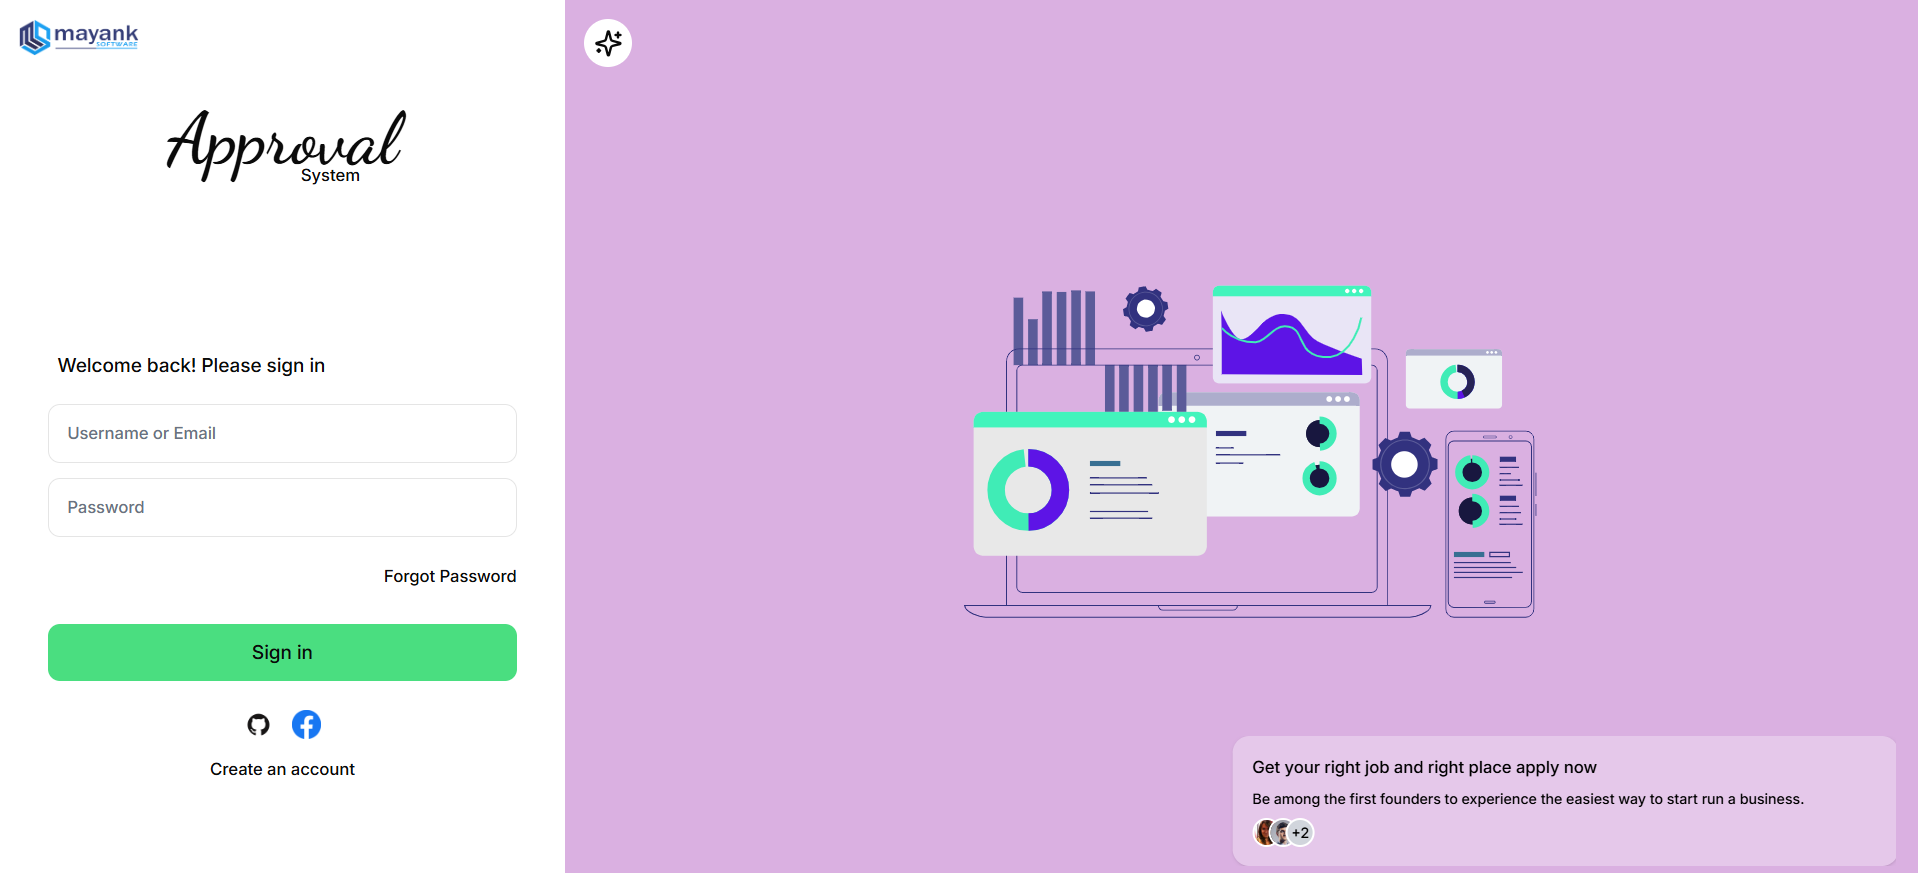 mayank
SOFTWARE
Approval
System
Welcome back! Please sign in
Username or Email
Password
Forgot Password
Sign in
Create an account
Get your right job and right place apply now
Be among the first founders to experience the easiest way to start run a business.
+2